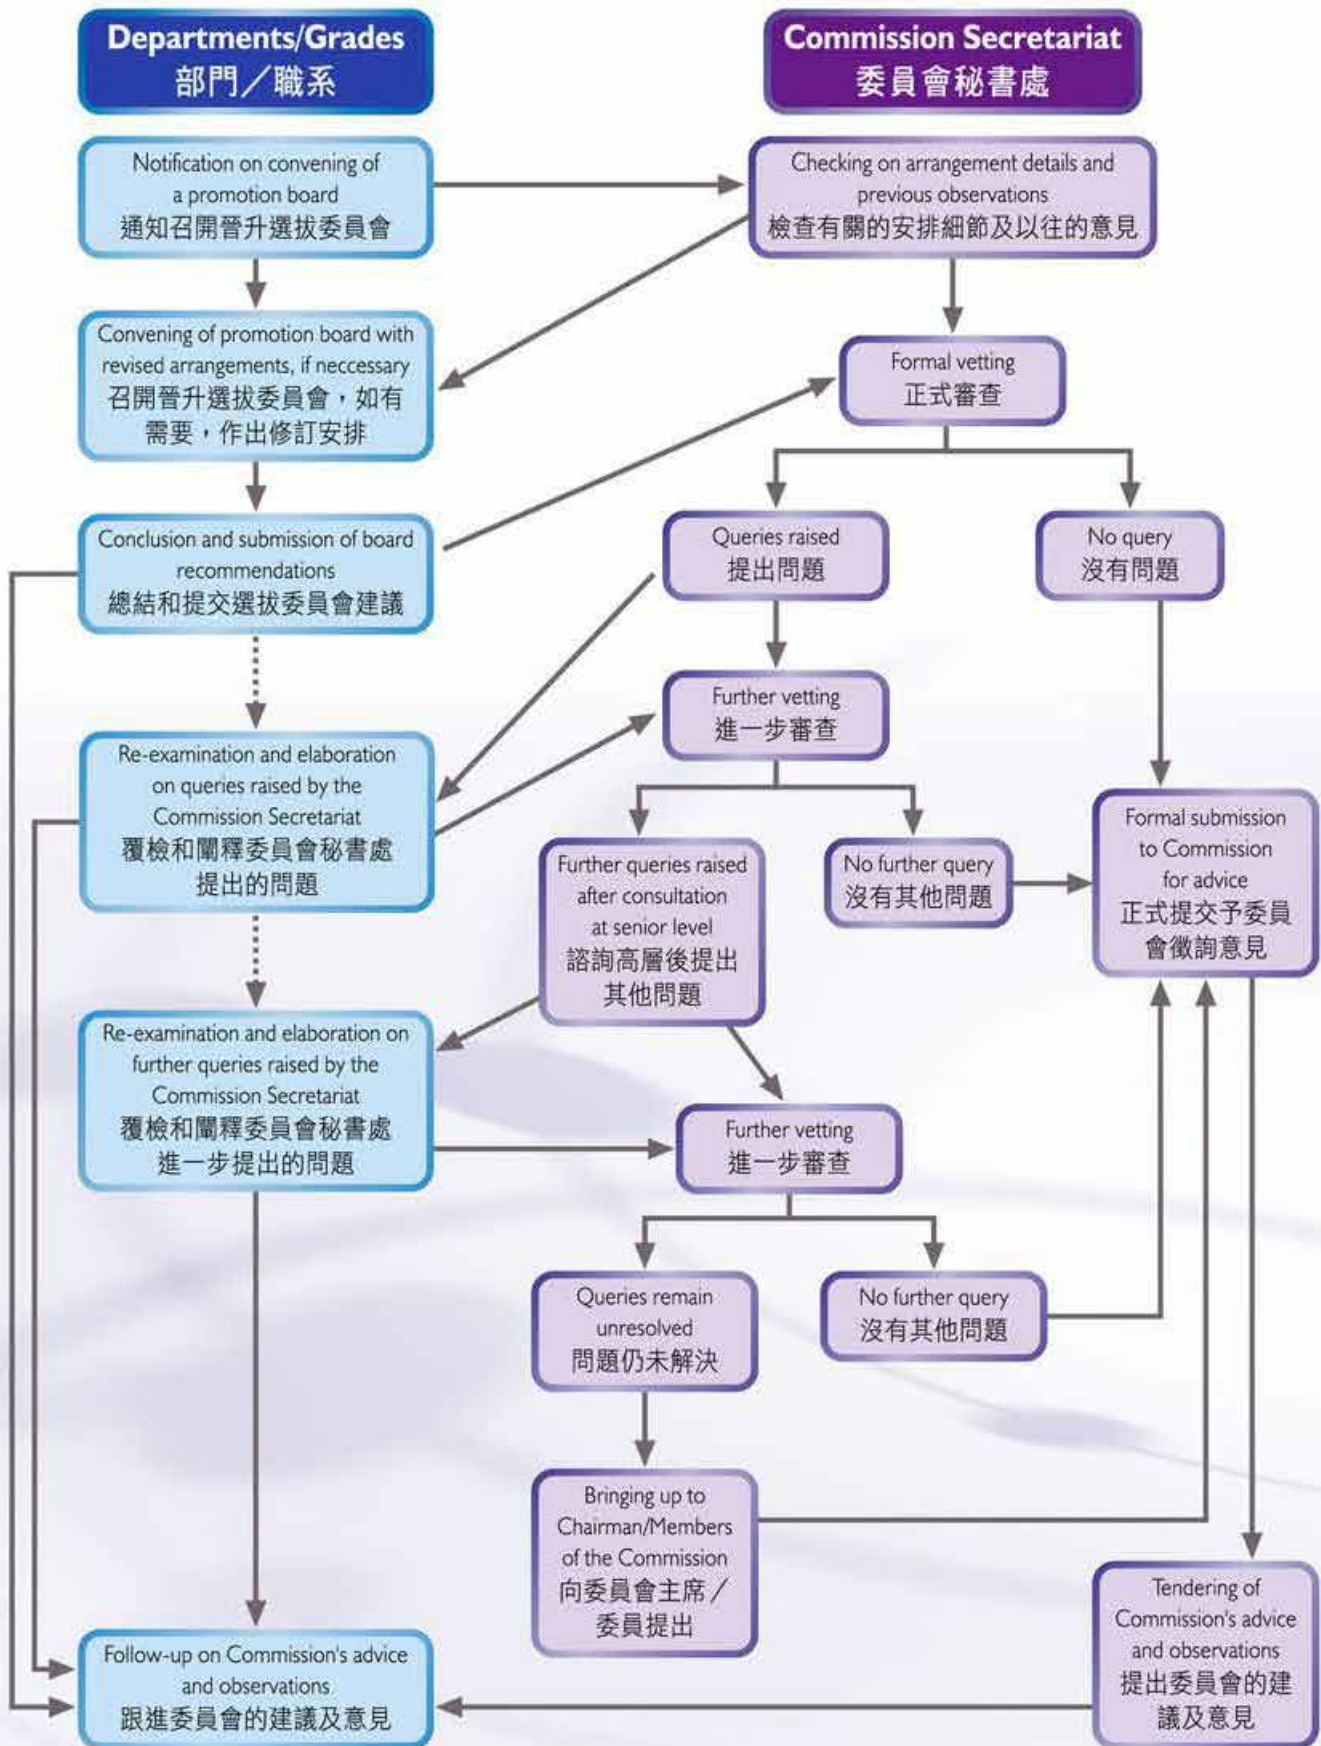 Departments/Grades
部門／職系
Commission Secretariat
委員會秘書處
Notification on convening of
a promotion board
通知召開晉升選拔委員會
Checking on arrangement details and
previous observations
檢查有關的安排細節及以往的意見
Convening of promotion board with
revised arrangements, if neccessary
召開晉升選拔委員會，如有
需要，作出修訂安排
Formal vetting
正式審查
Conclusion and submission of board
recommendations
總結和提交選拔委員會建議
Queries raised
提出問題
No query
沒有問題
Further vetting
進一步審查
Re-examination and elaboration
on queries raised by the
Commission Secretariat
覆檢和闡釋委員會秘書處
提出的問題
Further queries raised
after consultation
at senior level
諮詢高層後提出
其他問題
No further query
沒有其他問題
Formal submission
to Commission
for advice
正式提交予委員
會徵詢意見
Re-examination and elaboration on
further queries raised by the
Commission Secretariat
覆檢和闡釋委員會秘書處
進一步提出的問題
Further vetting
進一步審查
Queries remain
unresolved
問題仍未解決
No further query
沒有其他問題
Bringing up to
Chairman/Members
of the Commission
向委員會主席／
委員提出
Tendering of
Commission's advice
and observations
提出委員會的建
議及意見
Follow-up on Commission's advice
and observations
跟進委員會的建議及意見